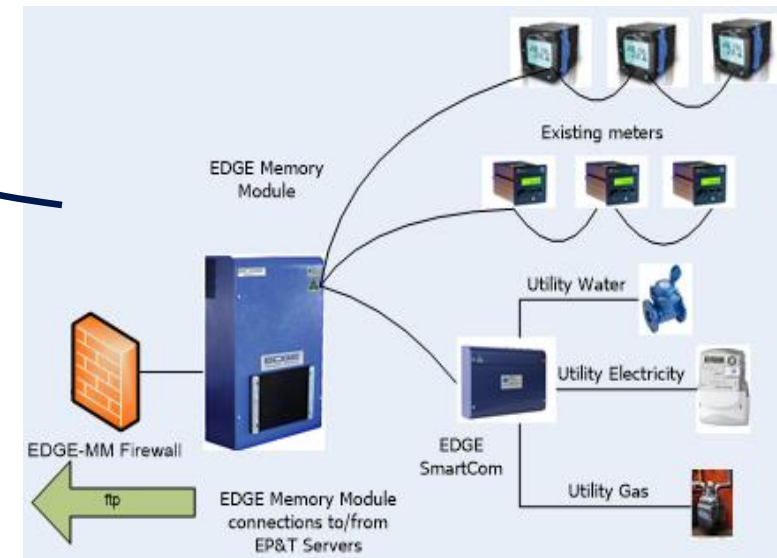 EDGE Memory
Module
Existing meters
Utility Water
Utility Electricity
EDGE
SmartCom
Utility Gas
EDGE-MM Firewall
ftp
EDGE Memory Module
connections to/from
EP&T Servers
EDGE